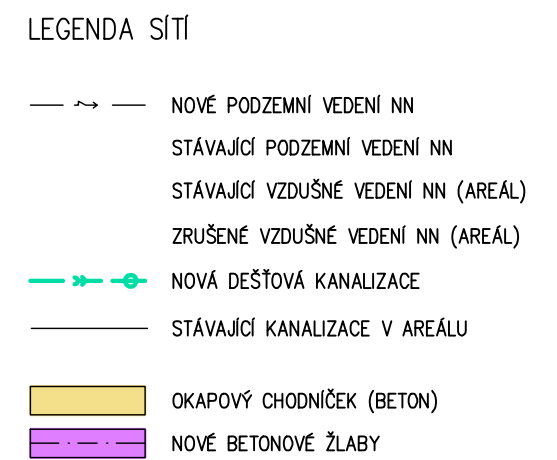 LEGENDA SÍTÍ
NOVÉ PODZEMNÍ VEDENÍ NN
STÁVAJÍCÍ PODZEMNÍ VEDENÍ NN
STÁVAJÍCÍ VZDUŠNÉ VEDENÍ NN (AREÁL)
ZRUŠENÉ VZDUŠNÉ VEDENÍ NN (AREÁL)
NOVÁ DEŠŤOVÁ KANALIZACE
STÁVAJÍCÍ KANALIZACE V AREÁLU
OKAPOVÝ CHODNÍČEK (BETON)
NOVÉ BETONOVÉ ŽLABY